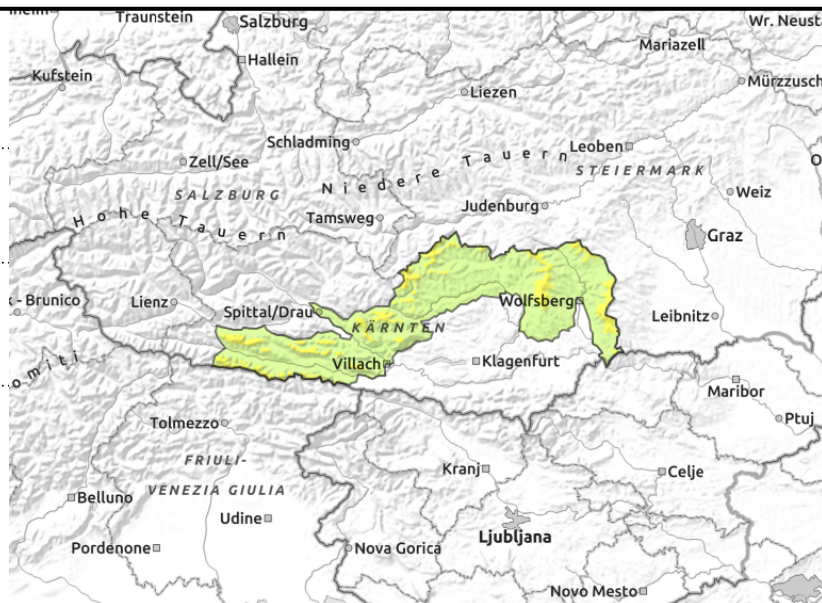 Traunstein
Salzburg
Wr. Neusta
Mariazell
Hallein
Kufstein
Mürzzusch
Liezen
Schladming
Leoben
Zell/See
Niedere Tauern
STEIERMARK
SALZBURG
Weiz
Judenburg
Tamsweg
Hohe Tauern
Graz
k - Brunico
Lienz
Wolfsberg
Spittal/Drau
Leibnitz
KÄRNTEN
Villach
Klagenfurt
omiti
Maribor
Tolmezzo
Ptuj
FRIULI-
VENEZIA GIULIA
Kranj
Celje
Belluno
Udine
Ljubljana
Pordenone
Nova Gorica
Novo Mesto